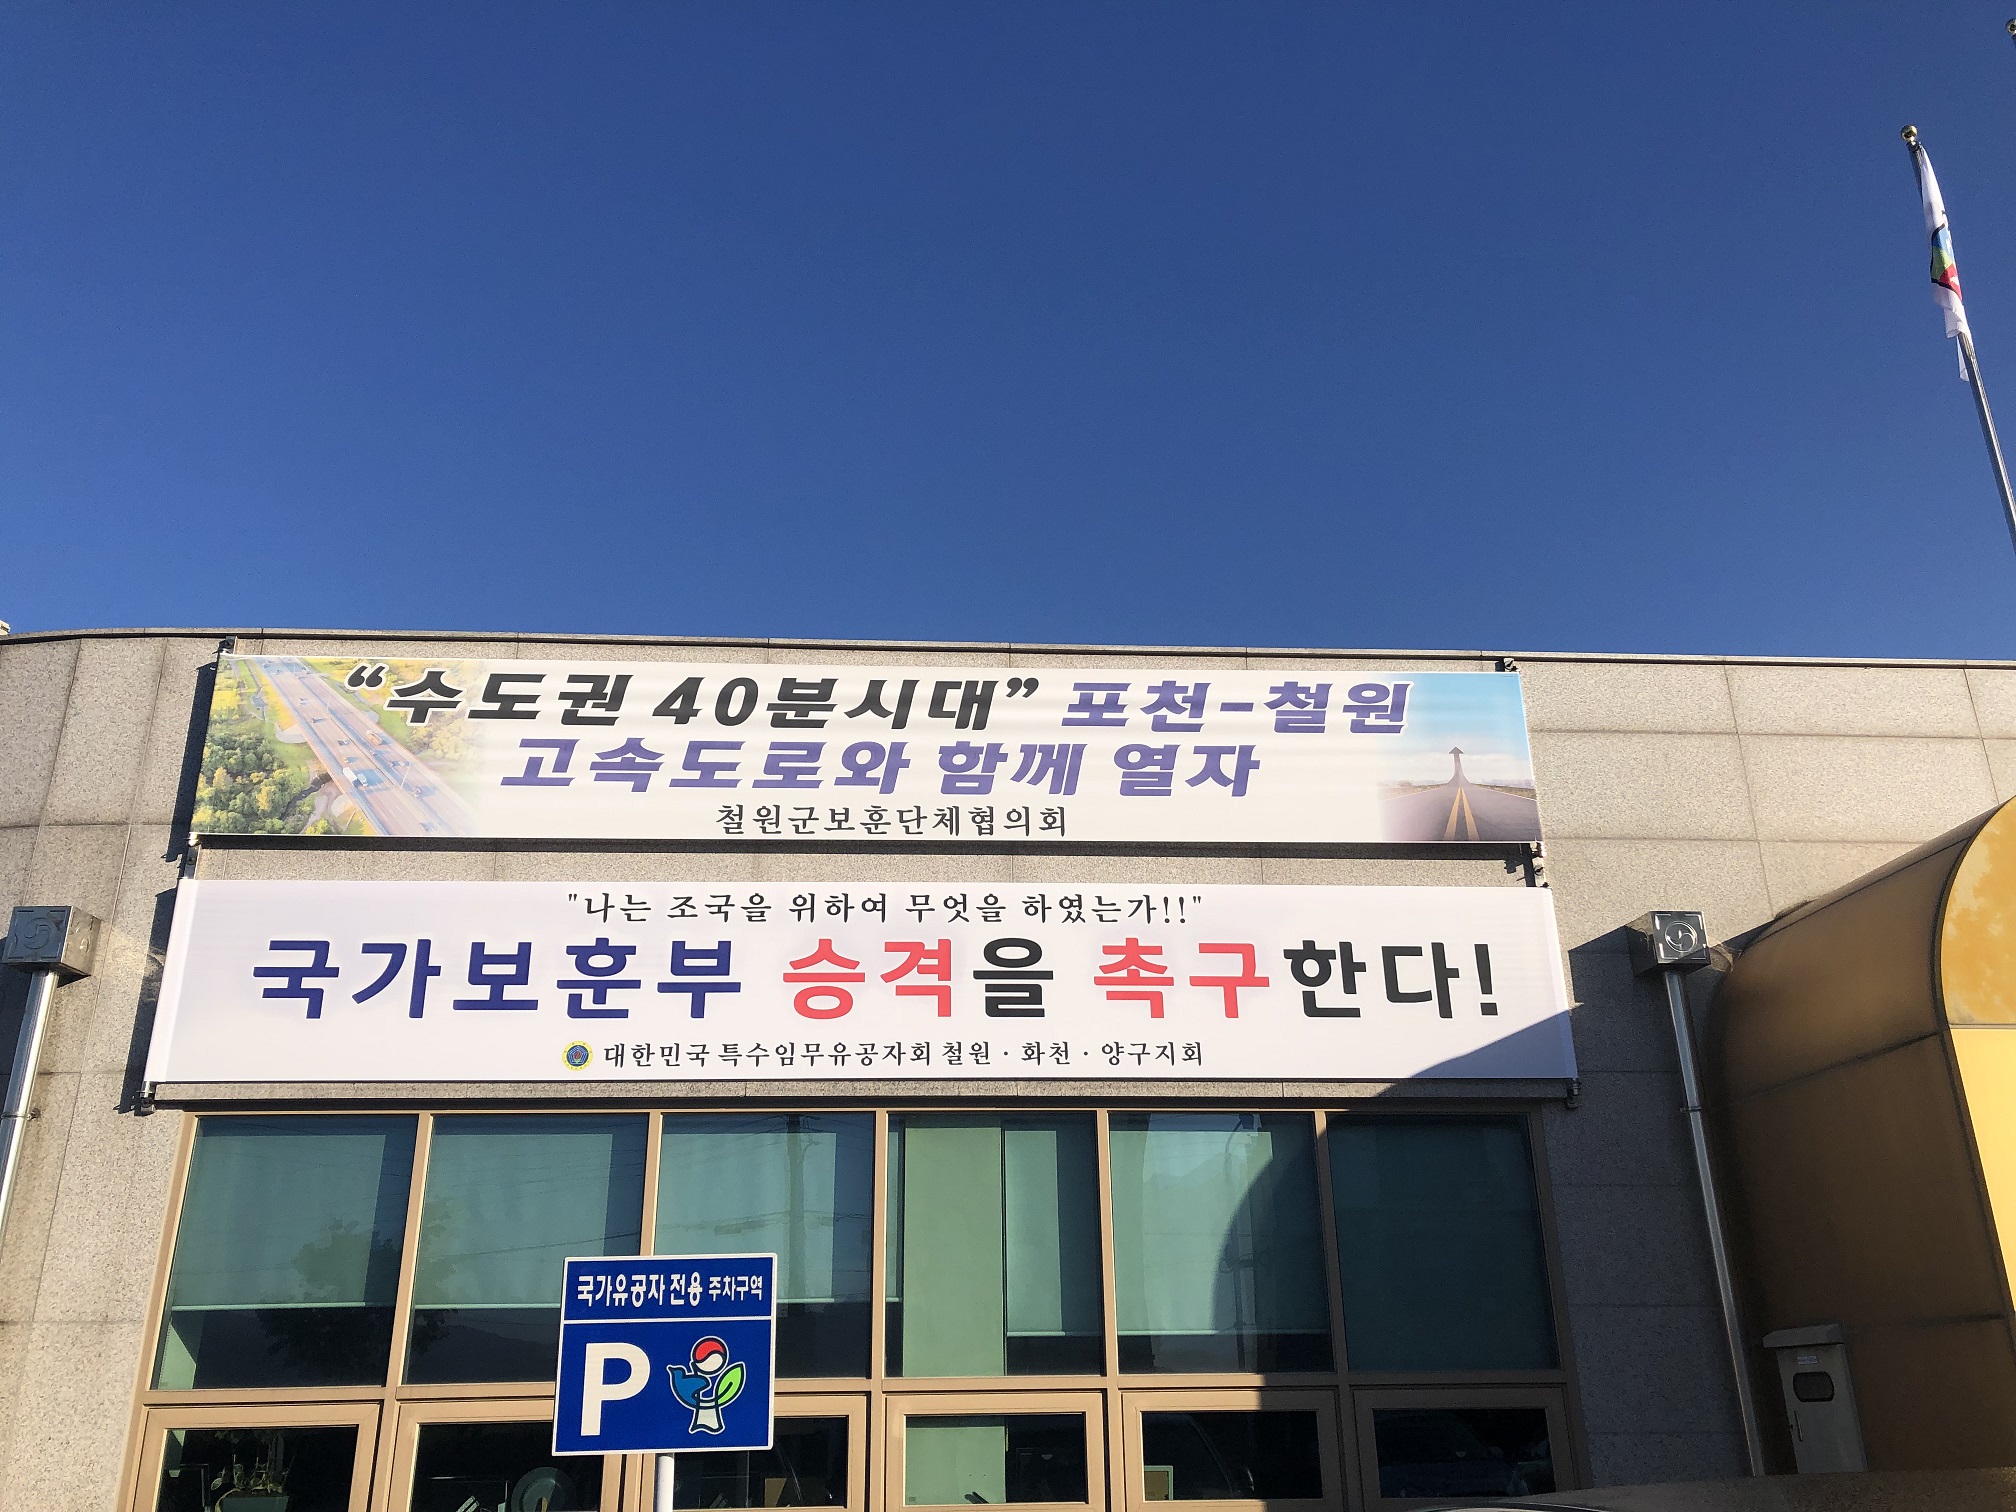 “수도권 40분시대” 포천-철원
고속도로와 함께 열자
철원군보훈단체협의회
"나는 조국을 위하여 무엇을 하였는가!!"
국가보훈부 승격을 촉구한다!
대한민국 특수임무유공자회 철원 · 화천 · 양구지회
국가유공자 전용 주차구역
P